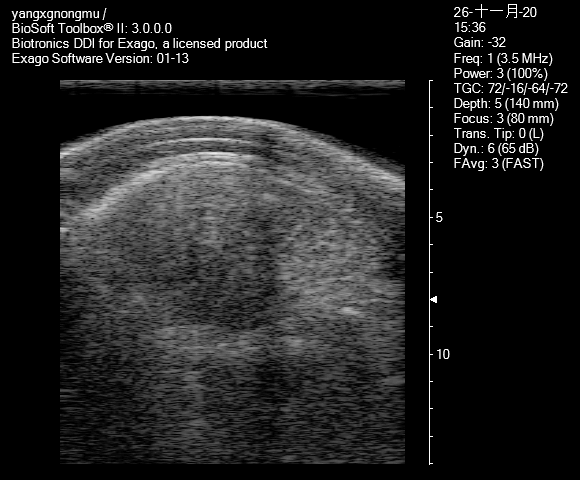 yangxgnongmu /
BioSoft Toolbox® II: 3.0.0.0
Biotronics DDI for Exago, a licensed product
Exago Software Version: 01-13
26-十一月-20
15:36
Gain: -32
Freq: 1 (3.5 MHz)
Power: 3 (100%)
TGC: 72/-16/-64/-72
Depth: 5 (140 mm)
Focus: 3 (80 mm)
Trans. Tip: 0 (L)
Dyn.: 6 (65 dB)
FAvg: 3 (FAST)
5
10